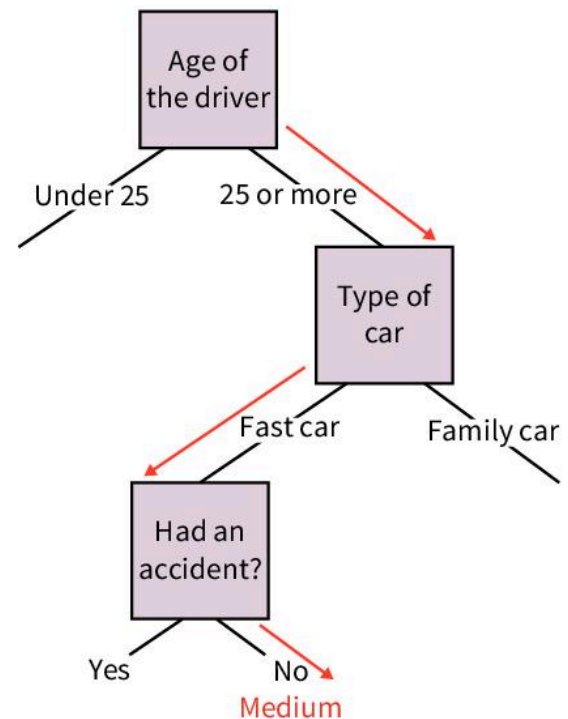 Age of
the driver
Under 25
25 or more
Type of
car
Fast car
Family car
Had an
accident?
Yes
No
Medium